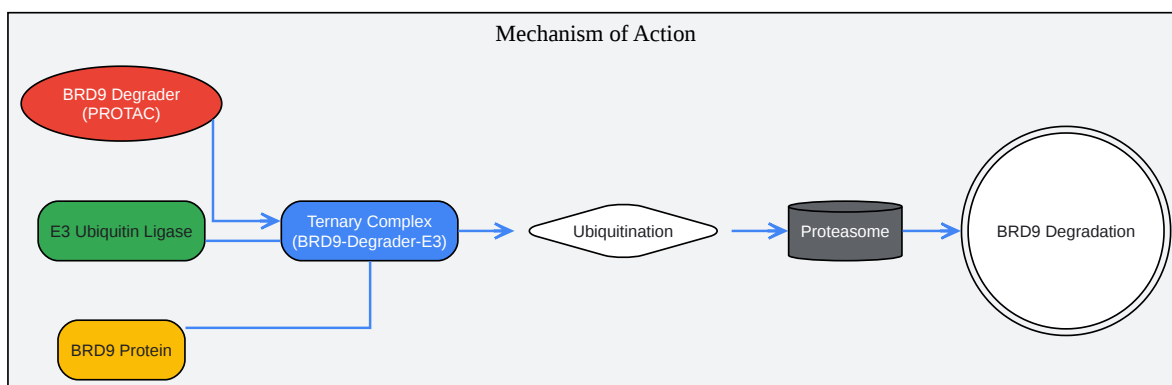 Mechanism of Action
BRD9 Degrader
(PROTAC)
E3 Ubiquitin Ligase
Ternary Complex
(BRD9-Degrader-E3)
Ubiquitination
Proteasome
BRD9 Degradation
BRD9 Protein